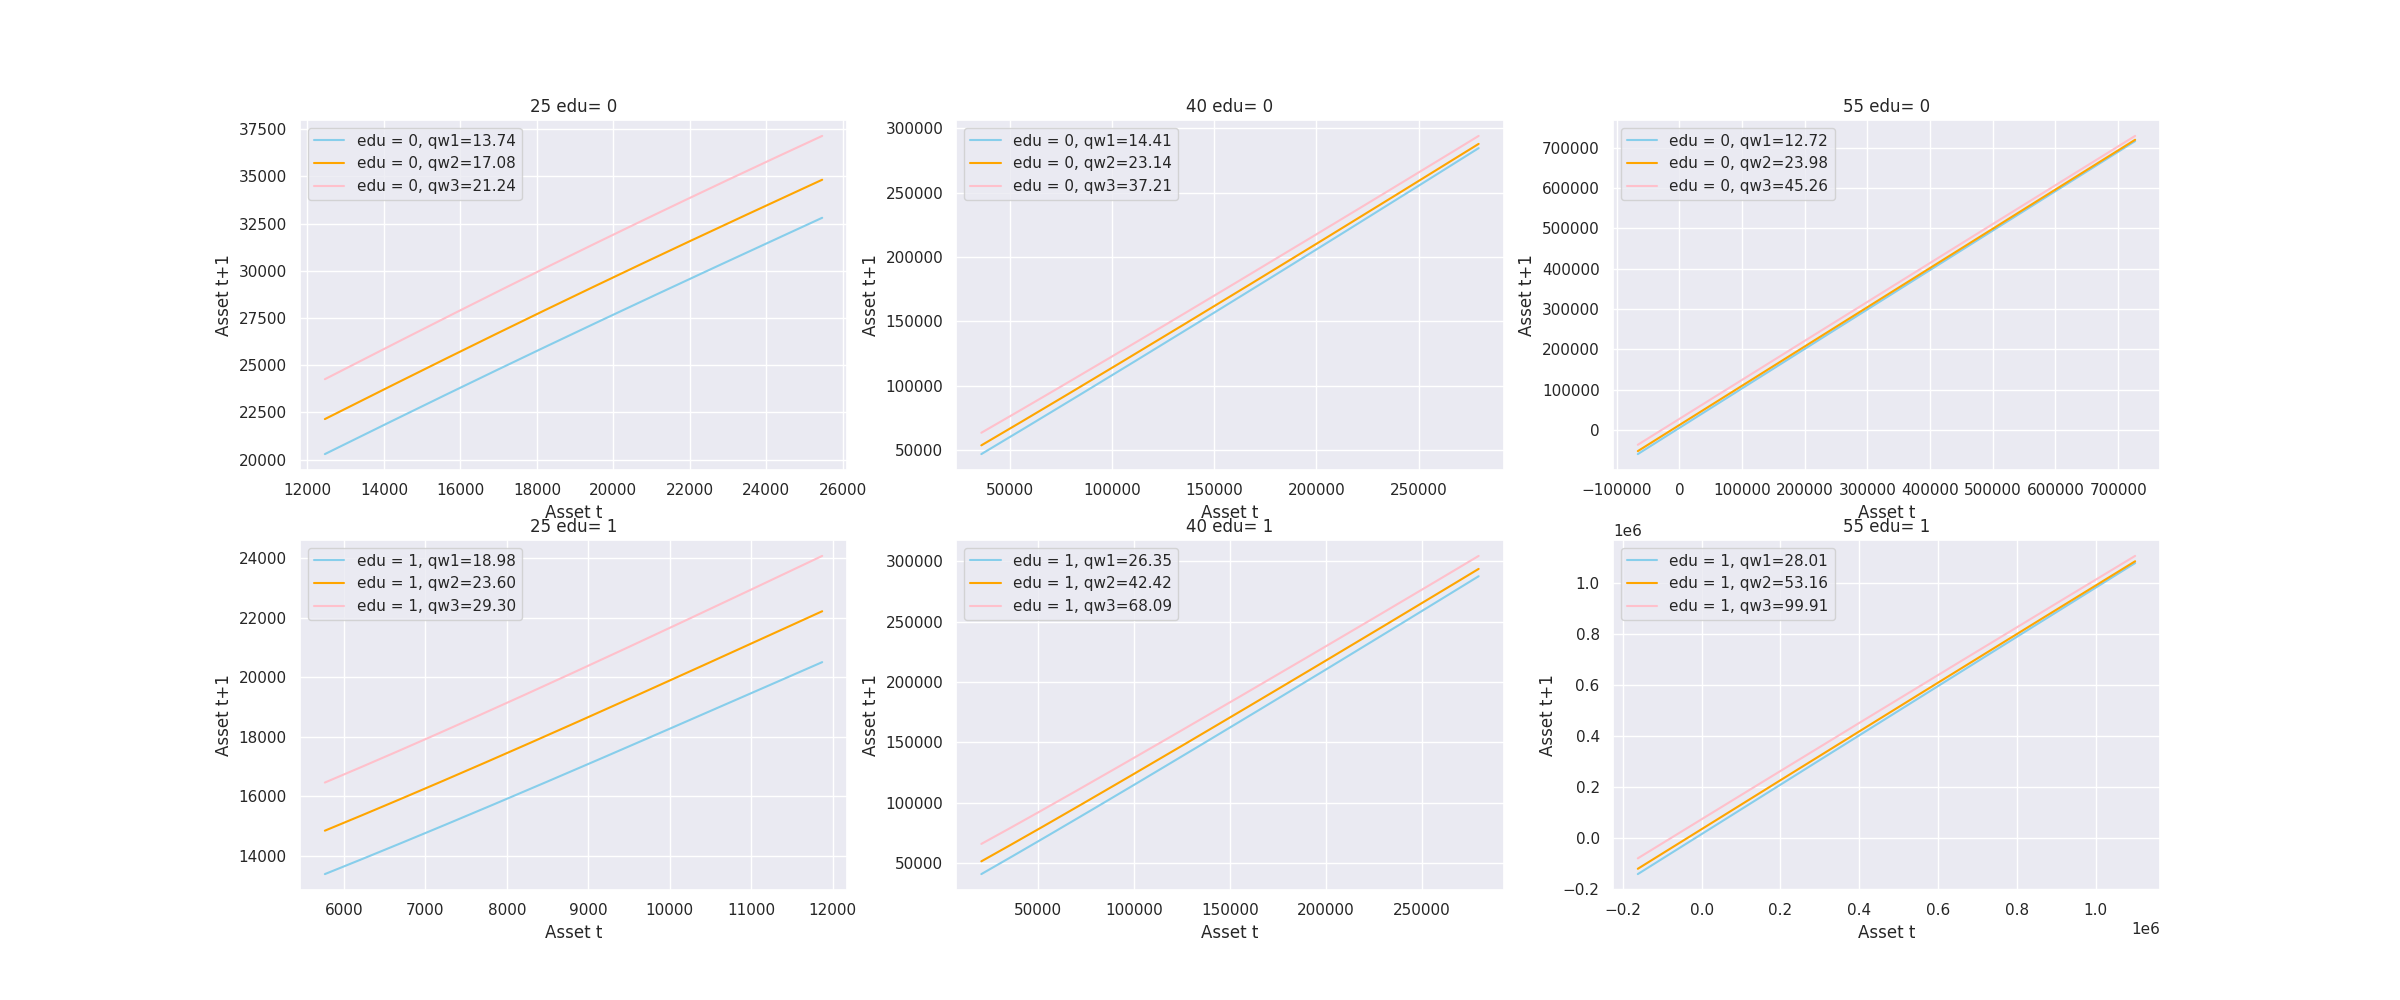 25 edu= 0
37500
35000
32500
30000
27500
25000
22500
20000
Asset t+1
edu = 0, qw1=13.74
edu = 0, qw2=17.08
edu = 0, qw3=21.24
12000 14000 16000 18000 20000 22000 24000 26000
Asset t
40 edu= 0
300000
250000
200000
150000
100000
50000
Asset t+1
edu = 0, qw1=14.41
edu = 0, qw2=23.14
edu = 0, qw3=37.21
50000 100000 150000 200000 250000
Asset t
55 edu= 0
700000
600000
500000
400000
300000
200000
100000
0
Asset t+1
edu = 0, qw1=12.72
edu = 0, qw2=23.98
edu = 0, qw3=45.26
−100000 0 100000 200000 300000 400000 500000 600000 700000
Asset t
25 edu= 1
24000
22000
20000
18000
16000
14000
Asset t+1
edu = 1, qw1=18.98
edu = 1, qw2=23.60
edu = 1, qw3=29.30
6000 7000 8000 9000 10000 11000 12000
Asset t
40 edu= 1
300000
250000
200000
150000
100000
50000
Asset t+1
edu = 1, qw1=26.35
edu = 1, qw2=42.42
edu = 1, qw3=68.09
50000 100000 150000 200000 250000
Asset t
55 edu= 1
1e6
1.0
0.8
0.6
0.4
0.2
0.0
−0.2
Asset t+1
edu = 1, qw1=28.01
edu = 1, qw2=53.16
edu = 1, qw3=99.91
−0.2 0.0 0.2 0.4 0.6 0.8 1.0
1e6
Asset t